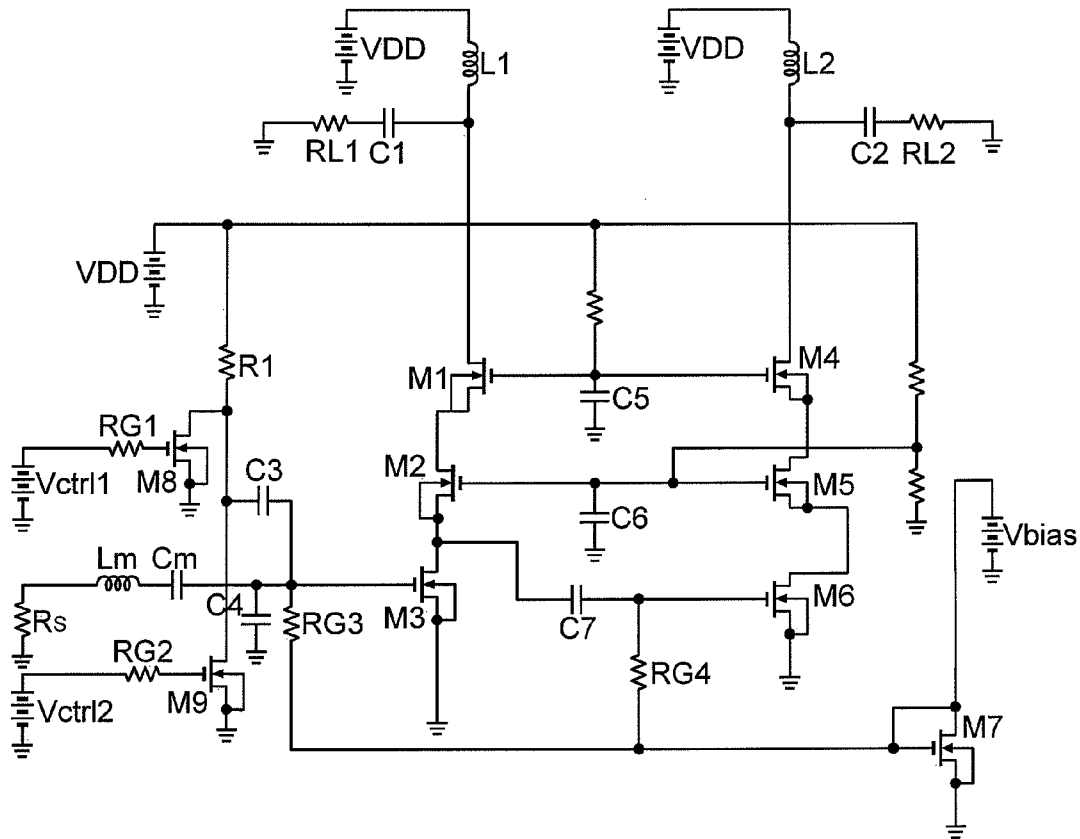 VDD
L1
VDD
L2
RL1
C1
C2
RL2
VDD
R1
M1
M4
C5
RG1
M8
Vctrl1
C3
M2
M5
C6
Vbias
Lm
Cm
M3
M6
Rs
C4
RG3
C7
RG2
M9
Vctrl2
RG4
M7